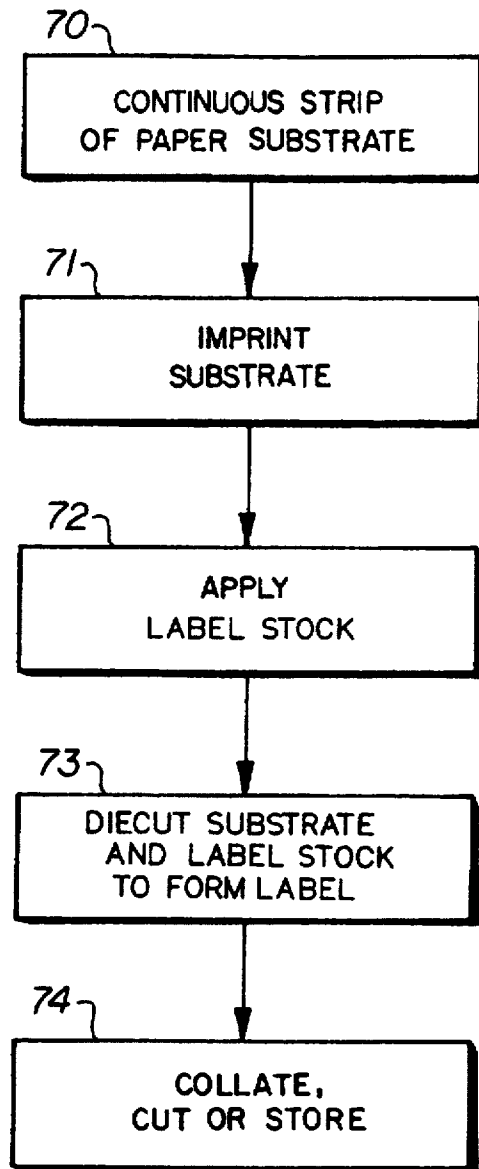 70
CONTINUOUS STRIP
OF PAPER SUBSTRATE
71
IMPRINT
SUBSTRATE
72
APPLY
LABEL STOCK
73
DIECUT SUBSTRATE
AND LABEL STOCK
TO FORM LABEL
74
COLLATE,
CUT OR STORE